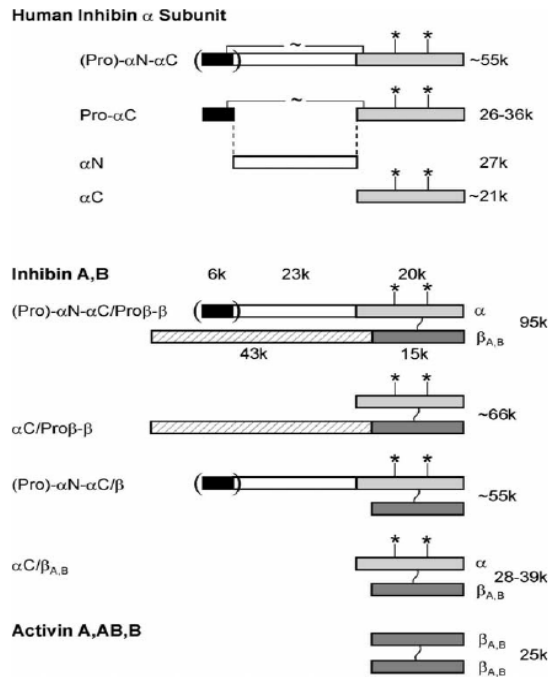 Human Inhibin α Subunit
* *
(Pro)-αN-αC ( ) ~ ~55k
* *
Pro-αC ~ 26-36k
αN 27k
* *
αC ~21k
Inhibin A,B 6k 23k 20k
* *
(Pro)-αN-αC/Proβ-β ( ) α 95k
βA,B
43k 15k
* *
αC/Proβ-β ~66k
* *
(Pro)-αN-αC/β ( ) ~55k
* *
αC/βA,B α 28-39k
βA,B
Activin A,AB,B βA,B 25k
βA,B